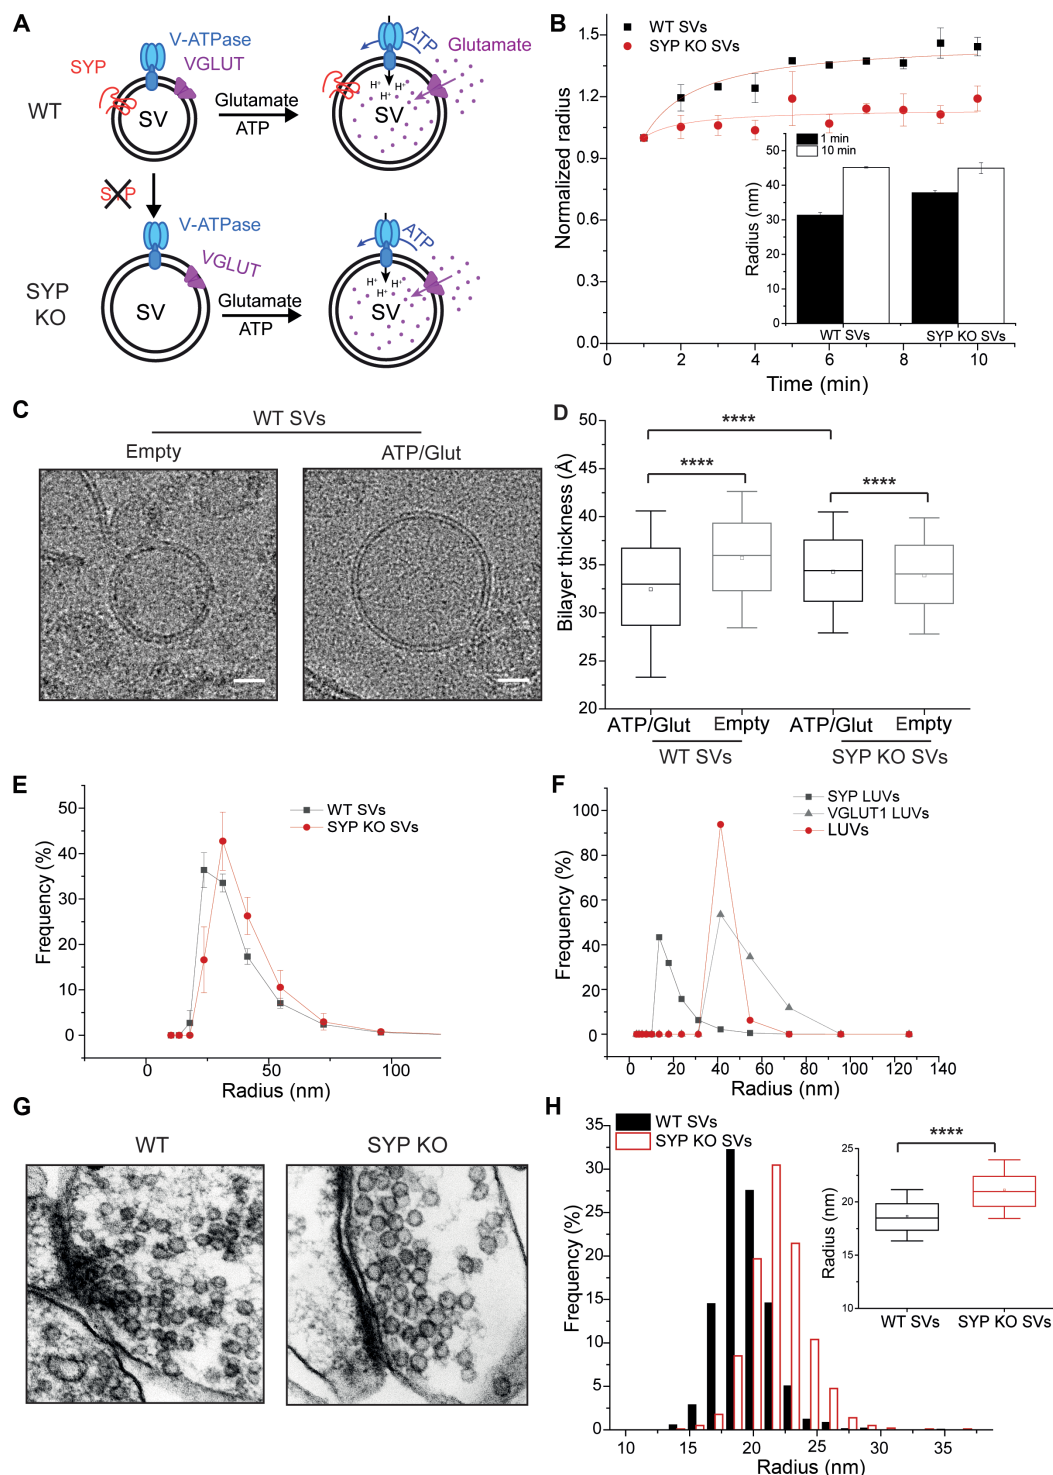 A
WT
SYP
V-ATPase
VGLUT
SV
Glutamate
ATP
ATP
Glutamate
H⁺
H⁺
H⁺
SV
SYP
SYP
KO
V-ATPase
VGLUT
SV
Glutamate
ATP
ATP
H⁺
H⁺
H⁺
SV
B
WT SVs
SYP KO SVs
Normalized radius
1.5
1.2
0.9
0.6
0.3
0.0
0
2
4
6
8
10
Time (min)
1 min
10 min
Radius (nm)
50
40
30
20
10
0
WT SVs
SYP KO SVs
C
WT SVs
Empty
ATP/Glut
D
Bilayer thickness (Å)
50
45
40
35
30
25
20
****
****
****
ATP/Glut
Empty
ATP/Glut
Empty
WT SVs
SYP KO SVs
E
WT SVs
SYP KO SVs
Frequency (%)
50
40
30
20
10
0
0
50
100
Radius (nm)
F
SYP LUVs
VGLUT1 LUVs
LUVs
Frequency (%)
100
80
60
40
20
0
0
20
40
60
80
100
120
140
Radius (nm)
G
WT
SYP KO
H
WT SVs
SYP KO SVs
Frequency (%)
35
30
25
20
15
10
5
0
10
15
20
25
30
35
Radius (nm)
****
Radius (nm)
25
20
15
10
WT SVs
SYP KO SVs